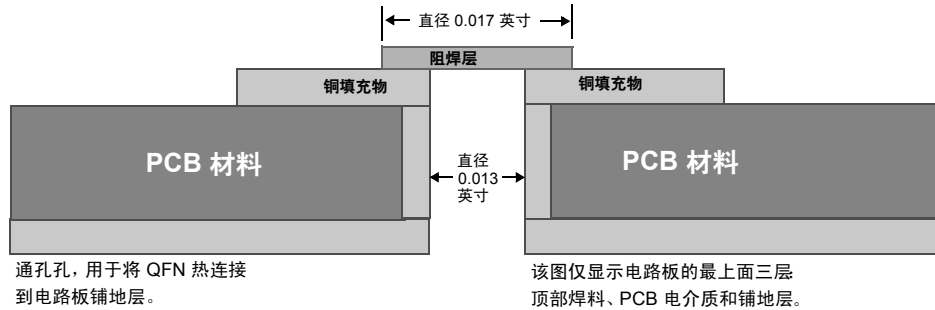 直径 0.017 英寸
阻焊层
铜填充物
铜填充物
PCB 材料
PCB 材料
直径
0.013
英寸
通孔孔，用于将 QFN 热连接
到电路板铺地层。
该图仅显示电路板的最上面三层
顶部焊料、PCB 电介质和铺地层。